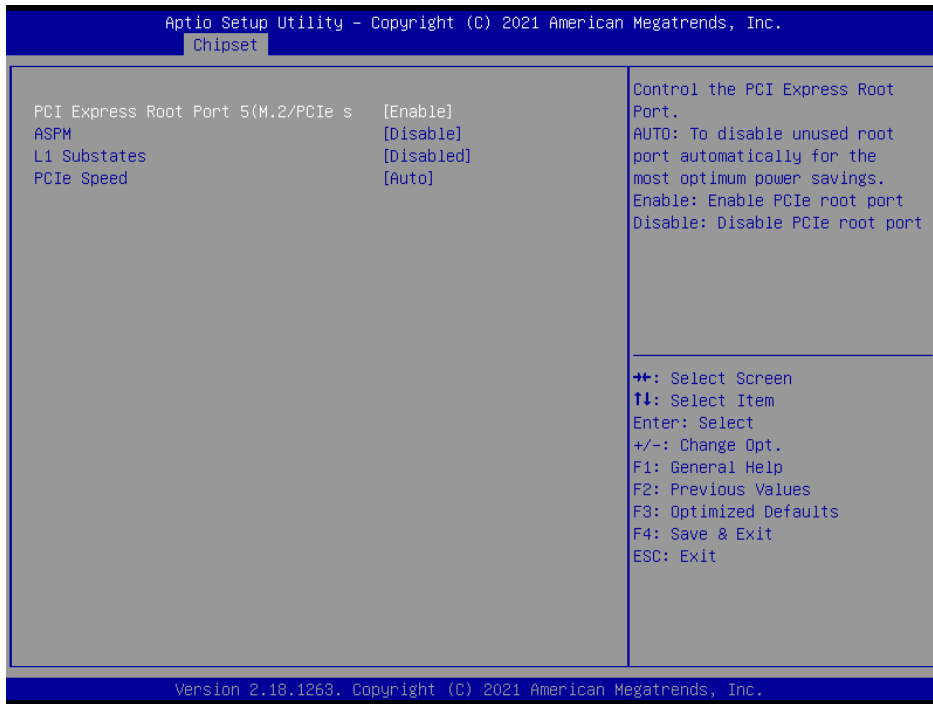 Aptio Setup Utility – Copyright (C) 2021 American Megatrends, Inc.
Chipset
PCI Express Root Port 5(M.2/PCIe s [Enable]
ASPM [Disable]
L1 Substates [Disabled]
PCIe Speed [Auto]
Control the PCI Express Root
Port.
AUTO: To disable unused root
port automatically for the
most optimum power savings.
Enable: Enable PCIe root port
Disable: Disable PCIe root port
→←: Select Screen
↑↓: Select Item
Enter: Select
+/-: Change Opt.
F1: General Help
F2: Previous Values
F3: Optimized Defaults
F4: Save & Exit
ESC: Exit
Version 2.18.1263. Copyright (C) 2021 American Megatrends, Inc.